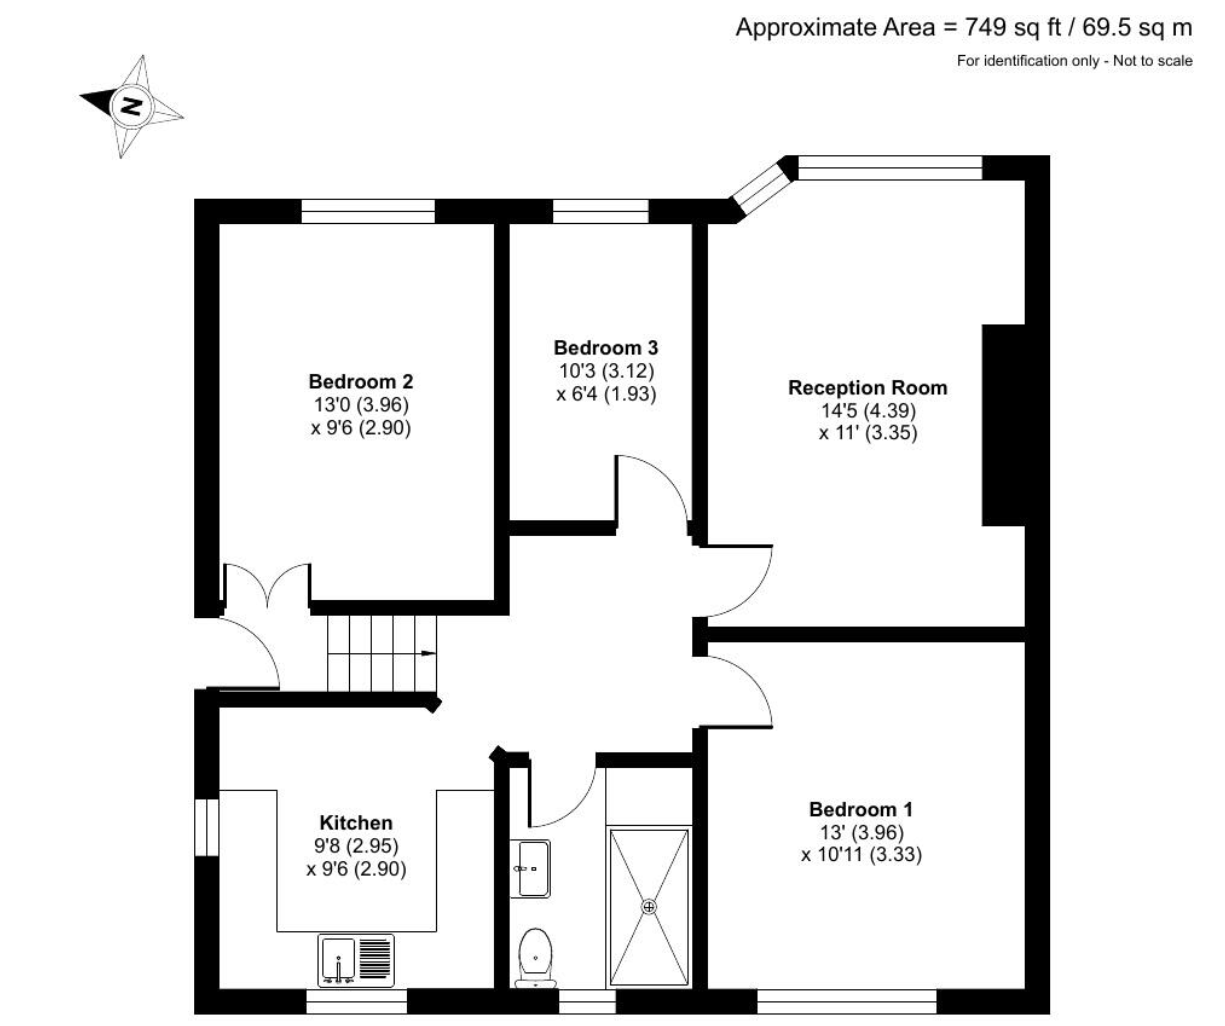 Approximate Area = 749 sq ft / 69.5 sq m
For identification only - Not to scale
N
Bedroom 3
10'3 (3.12)
x 6'4 (1.93)
Bedroom 2
13'0 (3.96)
x 9'6 (2.90)
Reception Room
14'5 (4.39)
x 11' (3.35)
Kitchen
9'8 (2.95)
x 9'6 (2.90)
Bedroom 1
13' (3.96)
x 10'11 (3.33)